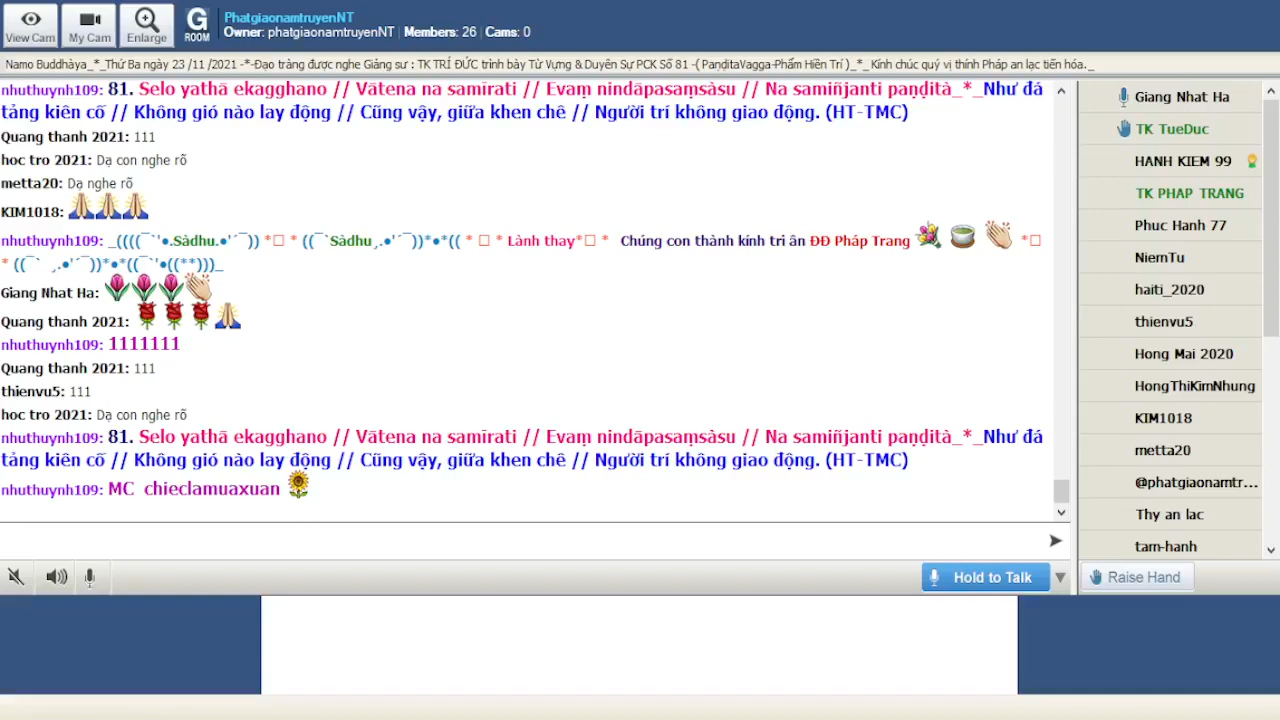 View Cam
My Cam
Enlarge
G
ROOM
PhatgiaonamtruyenNT
Owner: phatgiaonamtruyenNT | Members: 26 | Cams: 0
Namo Buddhàya_*_Thứ Ba ngày 23 /11 /2021 -*-Đạo tràng được nghe Giảng sư : TK TRÍ ĐỨC trình bày Từ Vựng & Duyên Sự PCK Số 81 -( PaṇḍitaVagga-Phẩm Hiền Trí )_*_ Kính chúc quý vị thính Pháp an lạc tiến hóa._
nhuthuynh109: 81. Selo yathā ekagghano // Vātena na samīrati // Evaṃ nindāpasaṃsàsu // Na samiñjanti paṇḍità_*_Như đá
tảng kiên cố // Không gió nào lay động // Cũng vậy, giữa khen chê // Người trí không giao động. (HT-TMC)
Quang thanh 2021: 111
hoc tro 2021: Dạ con nghe rõ
metta20: Dạ nghe rõ
KIM1018: 🙏🙏🙏
nhuthuynh109: _((((¯`'●.Sàdhu.●'´¯)) *□ * ((¯`Sàdhu¸.●'´¯))*●*(( * □ * Lành thay*□ * Chúng con thành kính tri ân ĐĐ Pháp Trang 💐 🍵 👏 *□
* ((¯` ¸.●'´¯))*●*((¯`'●((**)))_
Giang Nhat Ha: 🌷🌷🌷👏
Quang thanh 2021: 🌹🌹🌹🙏
nhuthuynh109: 1111111
Quang thanh 2021: 111
thienvu5: 111
hoc tro 2021: Dạ con nghe rõ
nhuthuynh109: 81. Selo yathā ekagghano // Vātena na samīrati // Evaṃ nindāpasaṃsàsu // Na samiñjanti paṇḍità_*_Như đá
tảng kiên cố // Không gió nào lay động // Cũng vậy, giữa khen chê // Người trí không giao động. (HT-TMC)
nhuthuynh109: MC chieclamuaxuan 🌻
Hold to Talk
Giang Nhat Ha
TK TueDuc
HANH KIEM 99
TK PHAP TRANG
Phuc Hanh 77
NiemTu
haiti_2020
thienvu5
Hong Mai 2020
HongThiKimNhung
KIM1018
metta20
@phatgiaonamtr...
Thy an lac
tam-hanh
Raise Hand